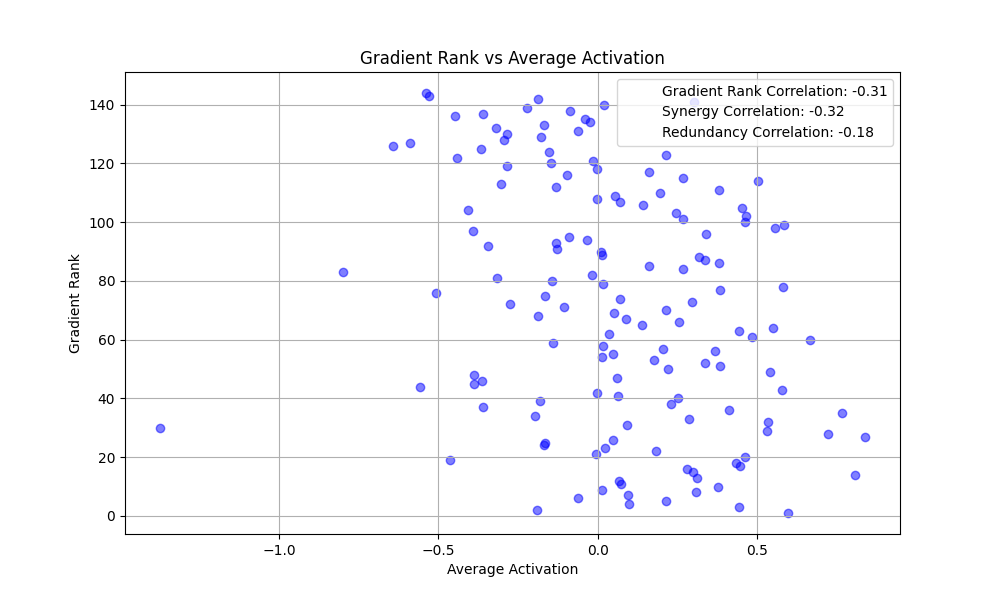 Gradient Rank vs Average Activation
Gradient Rank Correlation: -0.31
Synergy Correlation: -0.32
Redundancy Correlation: -0.18
140
120
100
80
60
40
20
0
Gradient Rank
−1.0
−0.5
0.0
0.5
Average Activation